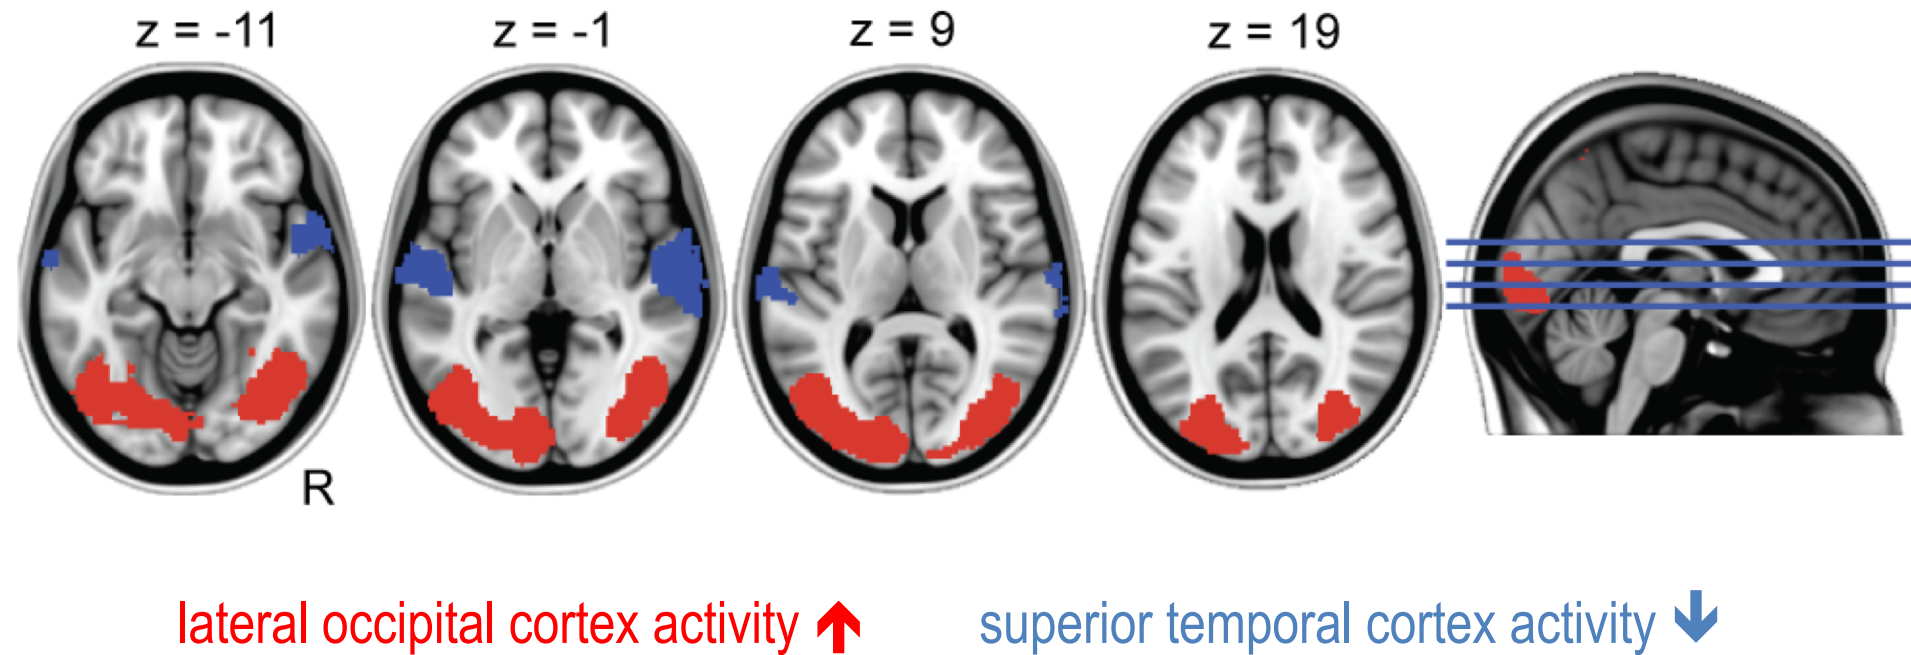 z = -11 z = -1 z = 9 z = 19
R
lateral occipital cortex activity ↑ superior temporal cortex activity ↓